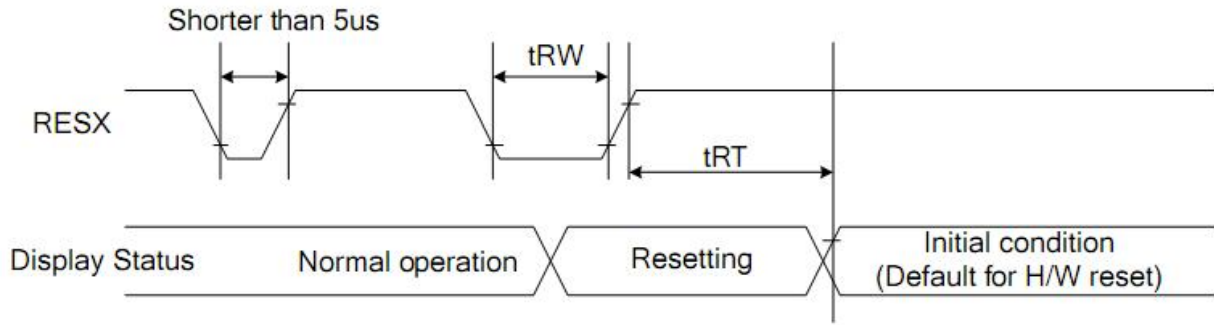 Shorter than 5us
tRW
RESX
tRT
Display Status
Normal operation
Resetting
Initial condition
(Default for H/W reset)